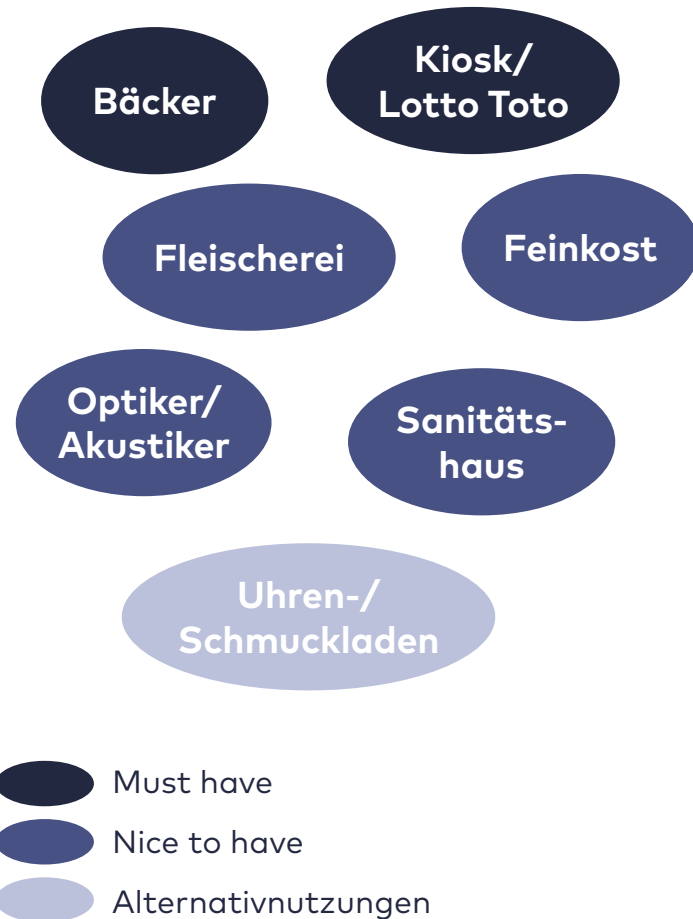 Bäcker
Kiosk/
Lotto Toto
Fleischerei
Feinkost
Optiker/
Akustiker
Sanitäts-
haus
Uhren-/
Schmuckladen
Must have
Nice to have
Alternativnutzungen